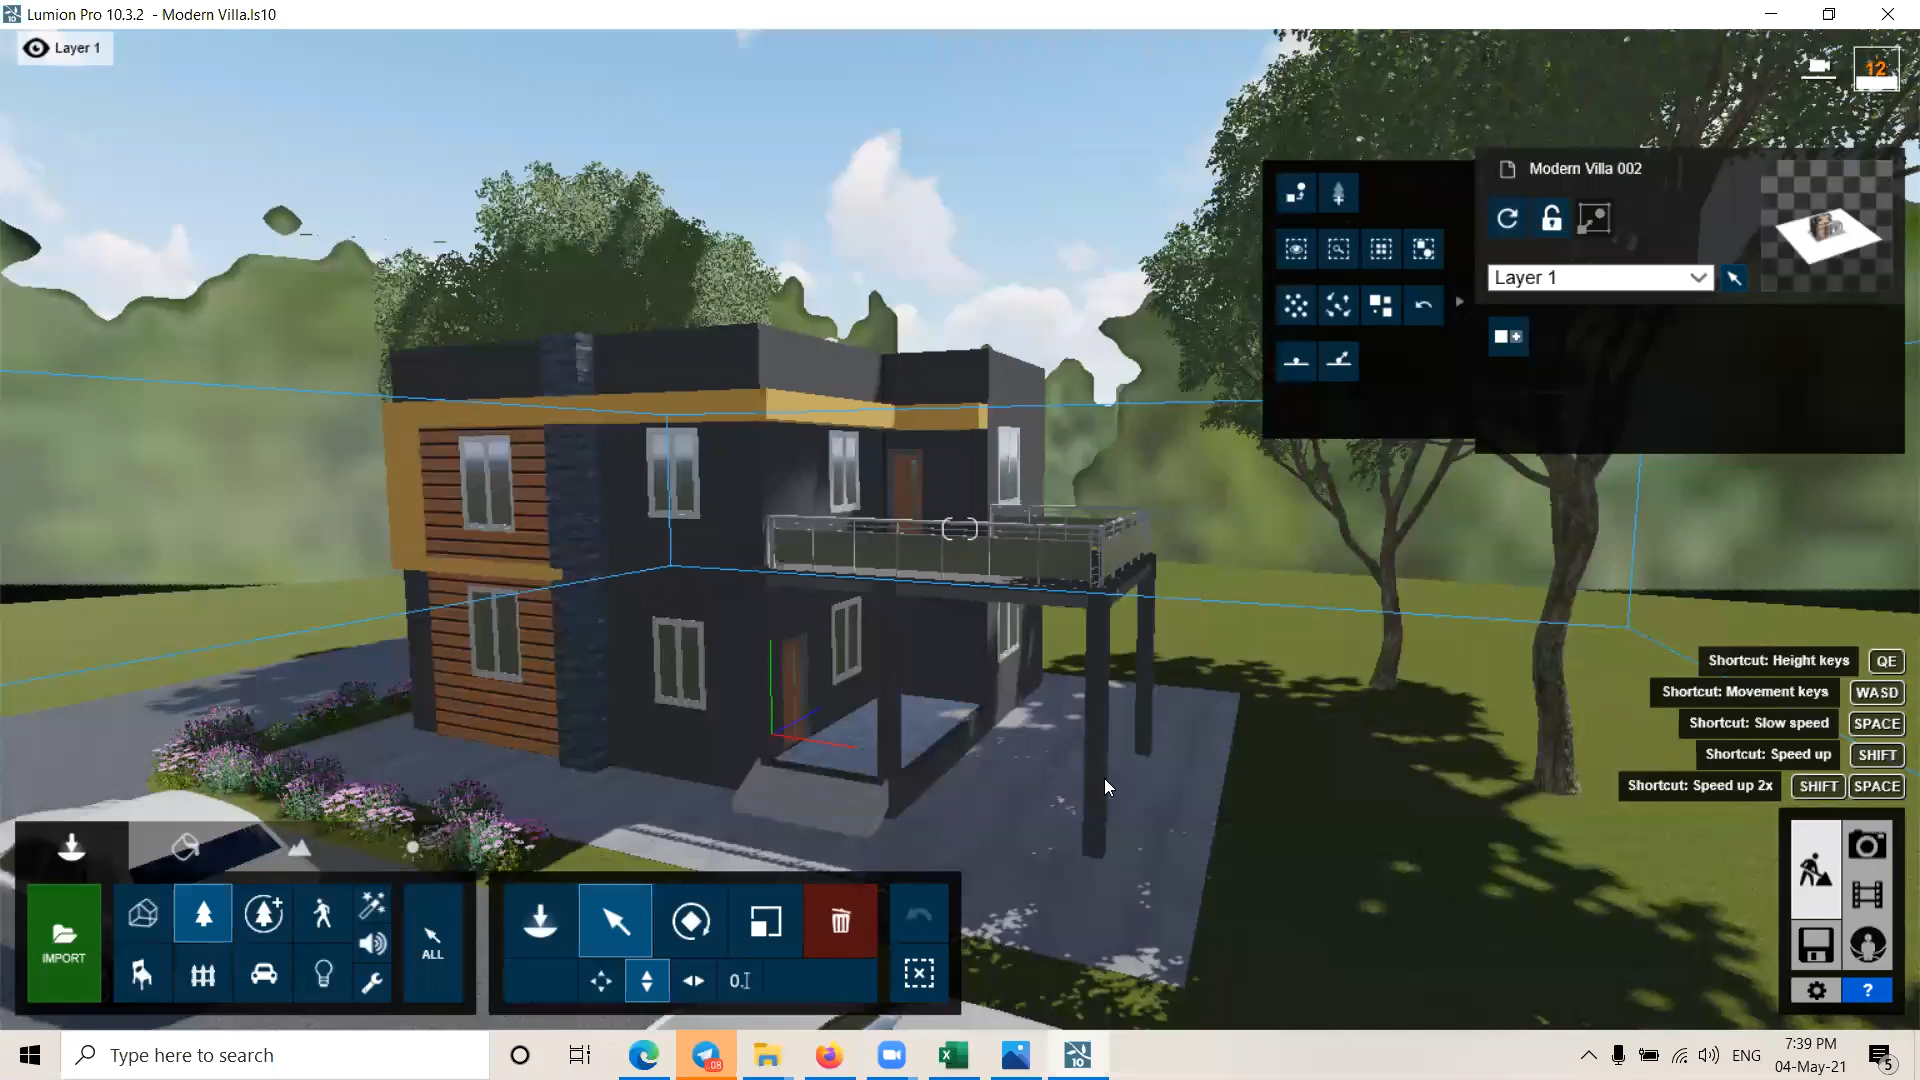 Lumion Pro 10.3.2 - Modern Villa.ls10
Layer 1
12
Modern Villa 002
Layer 1
Shortcut: Height keys QE
Shortcut: Movement keys WASD
Shortcut: Slow speed SPACE
Shortcut: Speed up SHIFT
Shortcut: Speed up 2x SHIFT SPACE
IMPORT
ALL
?
Type here to search
10
ENG
7:39 PM
04-May-21
5